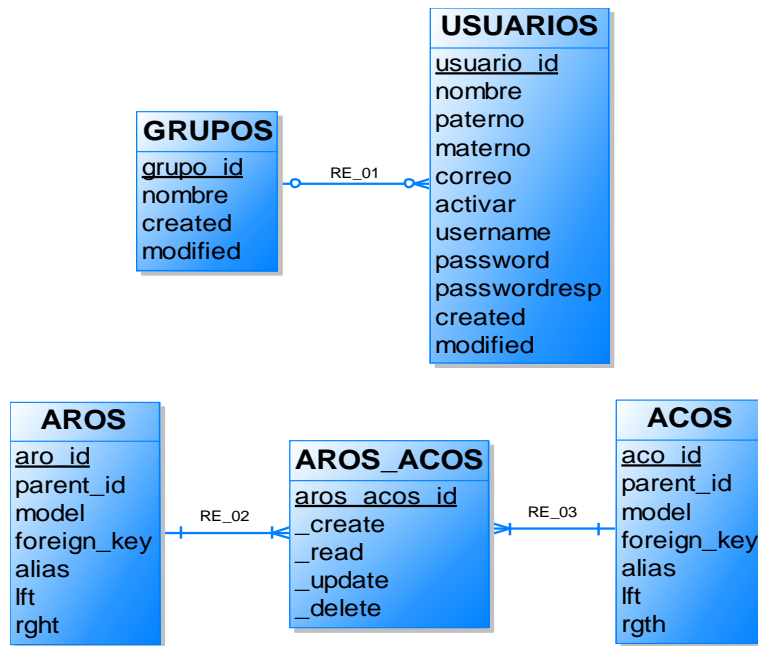 GRUPOS
grupo_id
nombre
created
modified
RE_01
USUARIOS
usuario_id
nombre
paterno
materno
correo
activar
username
password
passwordresp
created
modified
AROS
aro_id
parent_id
model
foreign_key
alias
lft
rght
RE_02
AROS_ACOS
aros_acos_id
_create
_read
_update
_delete
RE_03
ACOS
aco_id
parent_id
model
foreign_key
alias
lft
rgth